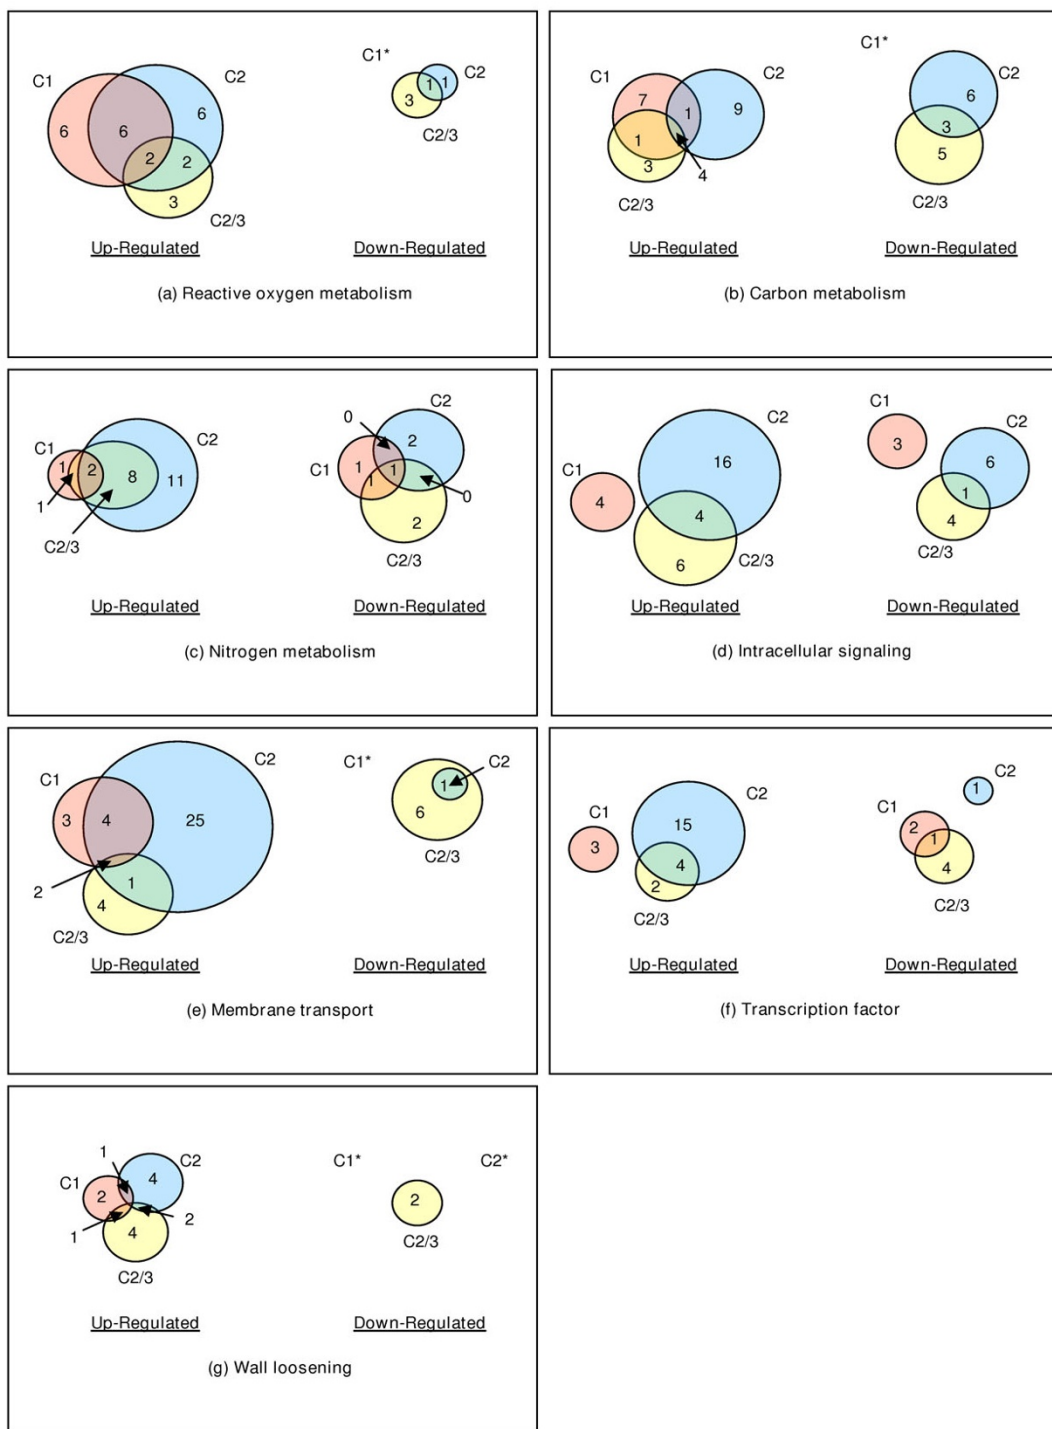 C1
C2
6
6
6
2
2
3
C2/3
Up-Regulated
C1*
C2
1
1
3
C2/3
Down-Regulated
(a) Reactive oxygen metabolism
C1
C2
7
1
9
1
3
4
C2/3
Up-Regulated
C1*
C2
6
3
5
C2/3
Down-Regulated
(b) Carbon metabolism
C1
C2
1
2
8
11
1
C2/3
Up-Regulated
0
C2
2
C1
1
1
1
0
2
C2/3
Down-Regulated
(c) Nitrogen metabolism
C2
16
C1
4
4
C2/3
6
Up-Regulated
C1
3
C2
6
1
4
C2/3
Down-Regulated
(d) Intracellular signaling
C2
C1
3
4
25
1
2
4
C2/3
Up-Regulated
C1*
C2
1
6
C2/3
Down-Regulated
(e) Membrane transport
C2
C1
15
3
4
2
C2/3
Up-Regulated
C2
1
C1
2
1
4
C2/3
Down-Regulated
(f) Transcription factor
1
C2
C1
4
2
2
1
4
C2/3
Up-Regulated
C1*
C2*
2
C2/3
Down-Regulated
(g) Wall loosening